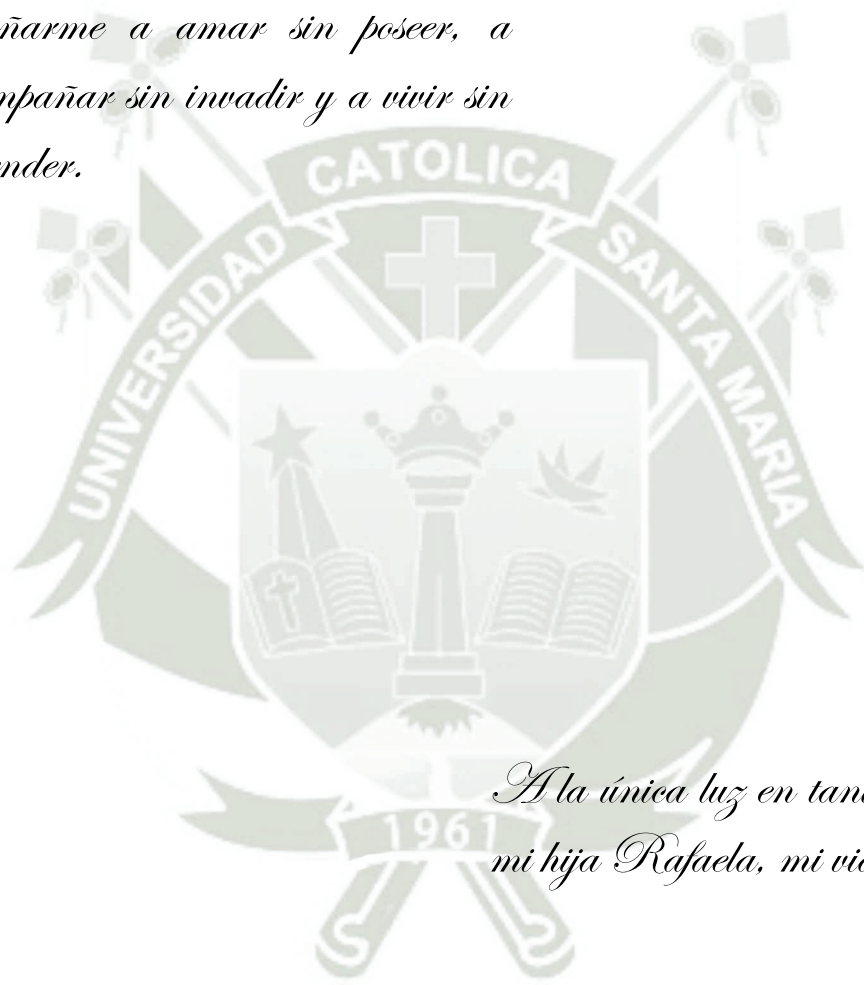 ñarme a amar sin poseer, a
mpañar sin invadir y a vivir sin
nder.
CATOLICA
UNIVERSIDAD
SANTA MARIA
A la única luz en tan
mi hija Rafaela, mi vi
1961